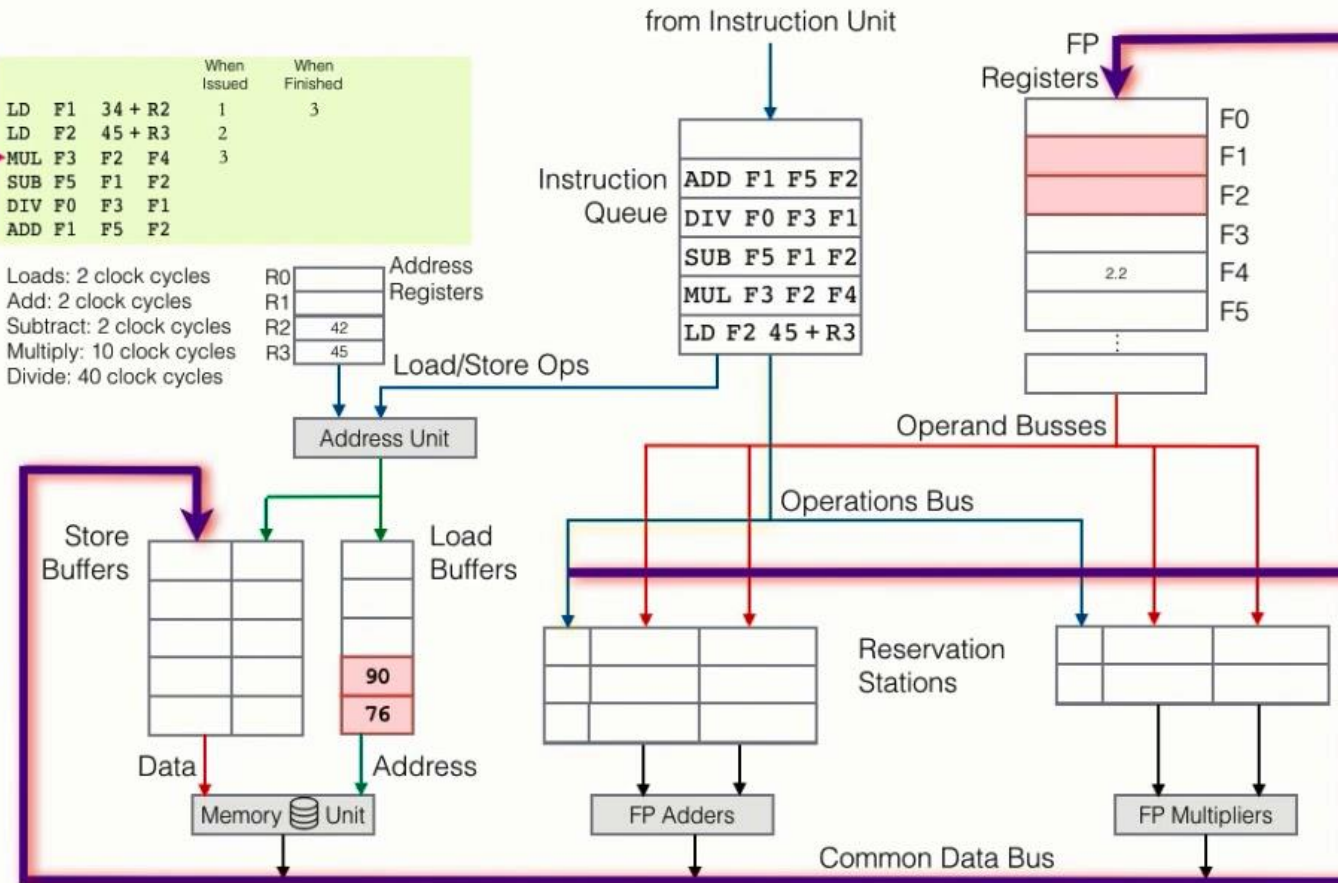 from Instruction Unit
When Issued
When Finished
LD F1 34 + R2 1 3
LD F2 45 + R3 2
MUL F3 F2 F4 3
SUB F5 F1 F2
DIV F0 F3 F1
ADD F1 F5 F2
Loads: 2 clock cycles
Add: 2 clock cycles
Subtract: 2 clock cycles
Multiply: 10 clock cycles
Divide: 40 clock cycles
R0
R1
R2 42
R3 45
Address
Registers
Instruction
Queue
ADD F1 F5 F2
DIV F0 F3 F1
SUB F5 F1 F2
MUL F3 F2 F4
LD F2 45 + R3
FP
Registers
F0
F1
F2
F3
2.2 F4
F5
Load/Store Ops
Address Unit
Operand Busses
Operations Bus
Store
Buffers
Load
Buffers
90
76
Reservation
Stations
Data
Address
Memory Unit
FP Adders
FP Multipliers
Common Data Bus